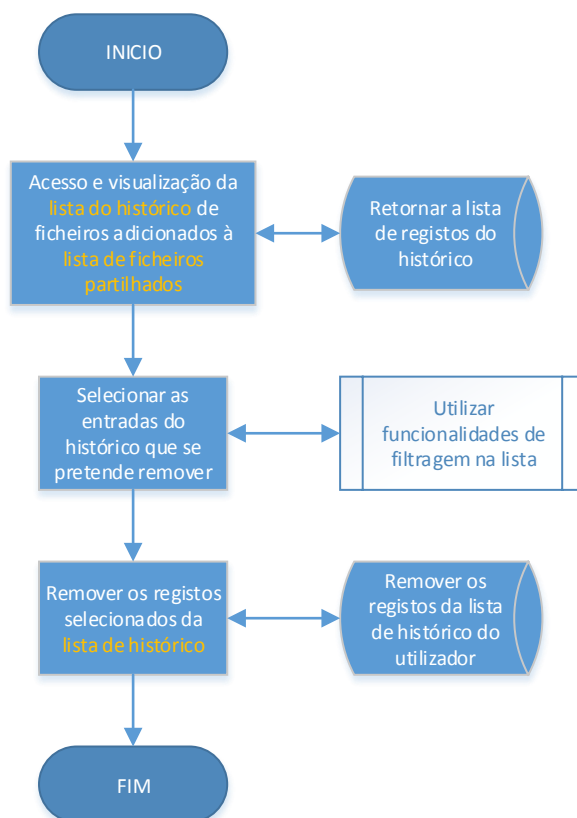 INICIO
Acesso e visualização da
lista do histórico de
ficheiros adicionados à
lista de ficheiros
partilhados
Retornar a lista
de registos do
histórico
Selecionar as
entradas do
histórico que se
pretende remover
Utilizar
funcionalidades de
filtragem na lista
Remover os registos
selecionados da
lista de histórico
Remover os
registos da lista
de histórico do
utilizador
FIM